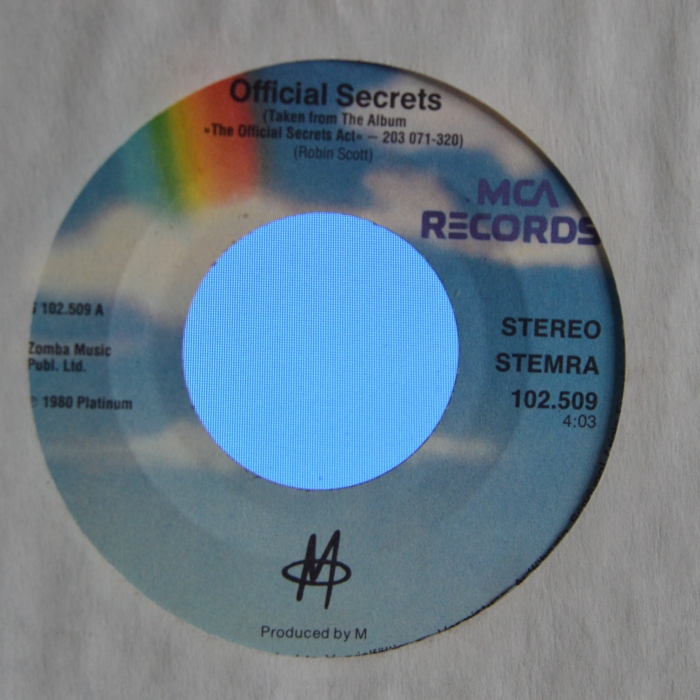 Official Secrets
(Taken from The Album
»The Official Secrets Act« – 203 071-320)
(Robin Scott)
MCA
RECORDS
102.509 A
Zomba Music
Publ. Ltd.
1980 Platinum
STEREO
STEMRA
102.509
4:03
M
Produced by M